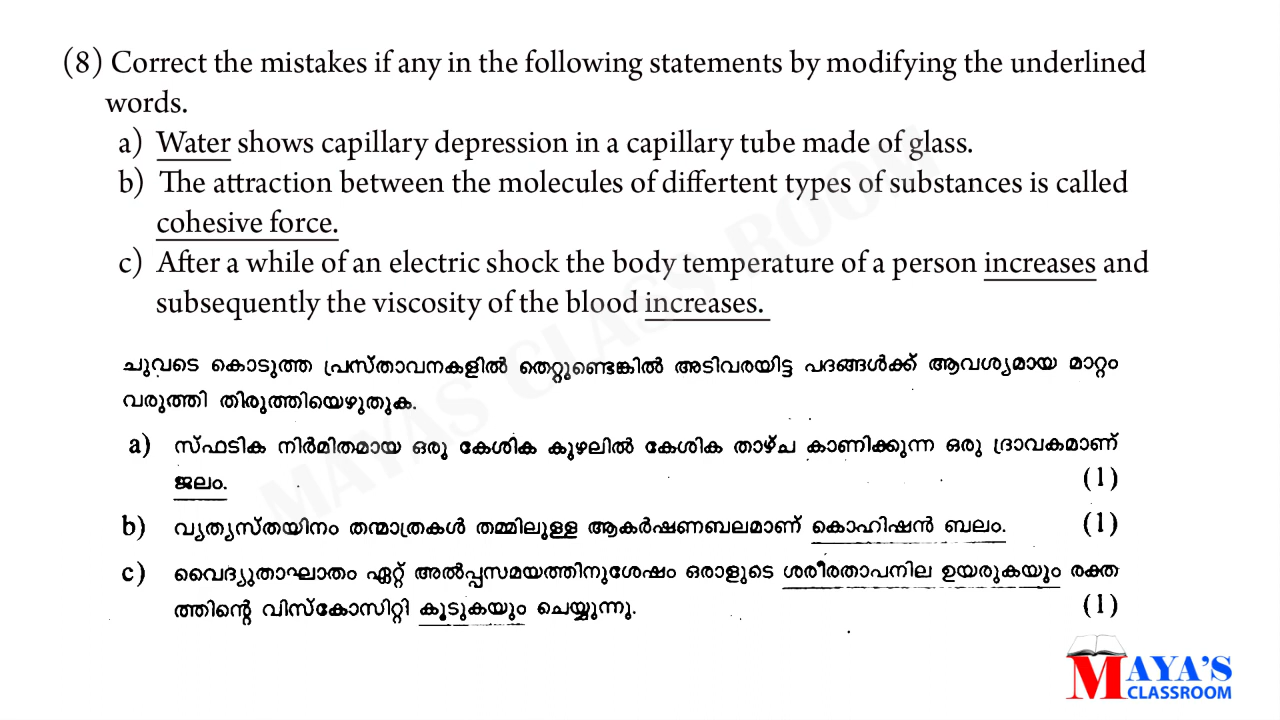 (8) Correct the mistakes if any in the following statements by modifying the underlined
words.
a) Water shows capillary depression in a capillary tube made of glass.
b) The attraction between the molecules of differtent types of substances is called
cohesive force.
c) After a while of an electric shock the body temperature of a person increases and
subsequently the viscosity of the blood increases.
ചുവടെ കൊടുത്ത പ്രസ്താവനകളിൽ തെറ്റുണ്ടെങ്കിൽ അടിവരയിട്ട പദങ്ങൾക്ക് ആവശ്യമായ മാറ്റം
വരുത്തി തിരുത്തിയെഴുതുക.
a) സ്ഫടിക നിർമിതമായ ഒരു കേശിക കുഴലിൽ കേശിക താഴ്ച കാണിക്കുന്ന ഒരു ദ്രാവകമാണ്
ജലം. (1)
b) വ്യത്യസ്തയിനം തന്മാത്രകൾ തമ്മിലുള്ള ആകർഷണബലമാണ് കൊഹിഷൻ ബലം. (1)
c) വൈദ്യുതാഘാതം ഏറ്റ് അൽപ്പസമയത്തിനുശേഷം ഒരാളുടെ ശരീരതാപനില ഉയരുകയും രക്ത
ത്തിന്റെ വിസ്കോസിറ്റി കൂടുകയും ചെയ്യുന്നു. (1)
MAYAS CLASS ROOM
MAYA'S
CLASSROOM